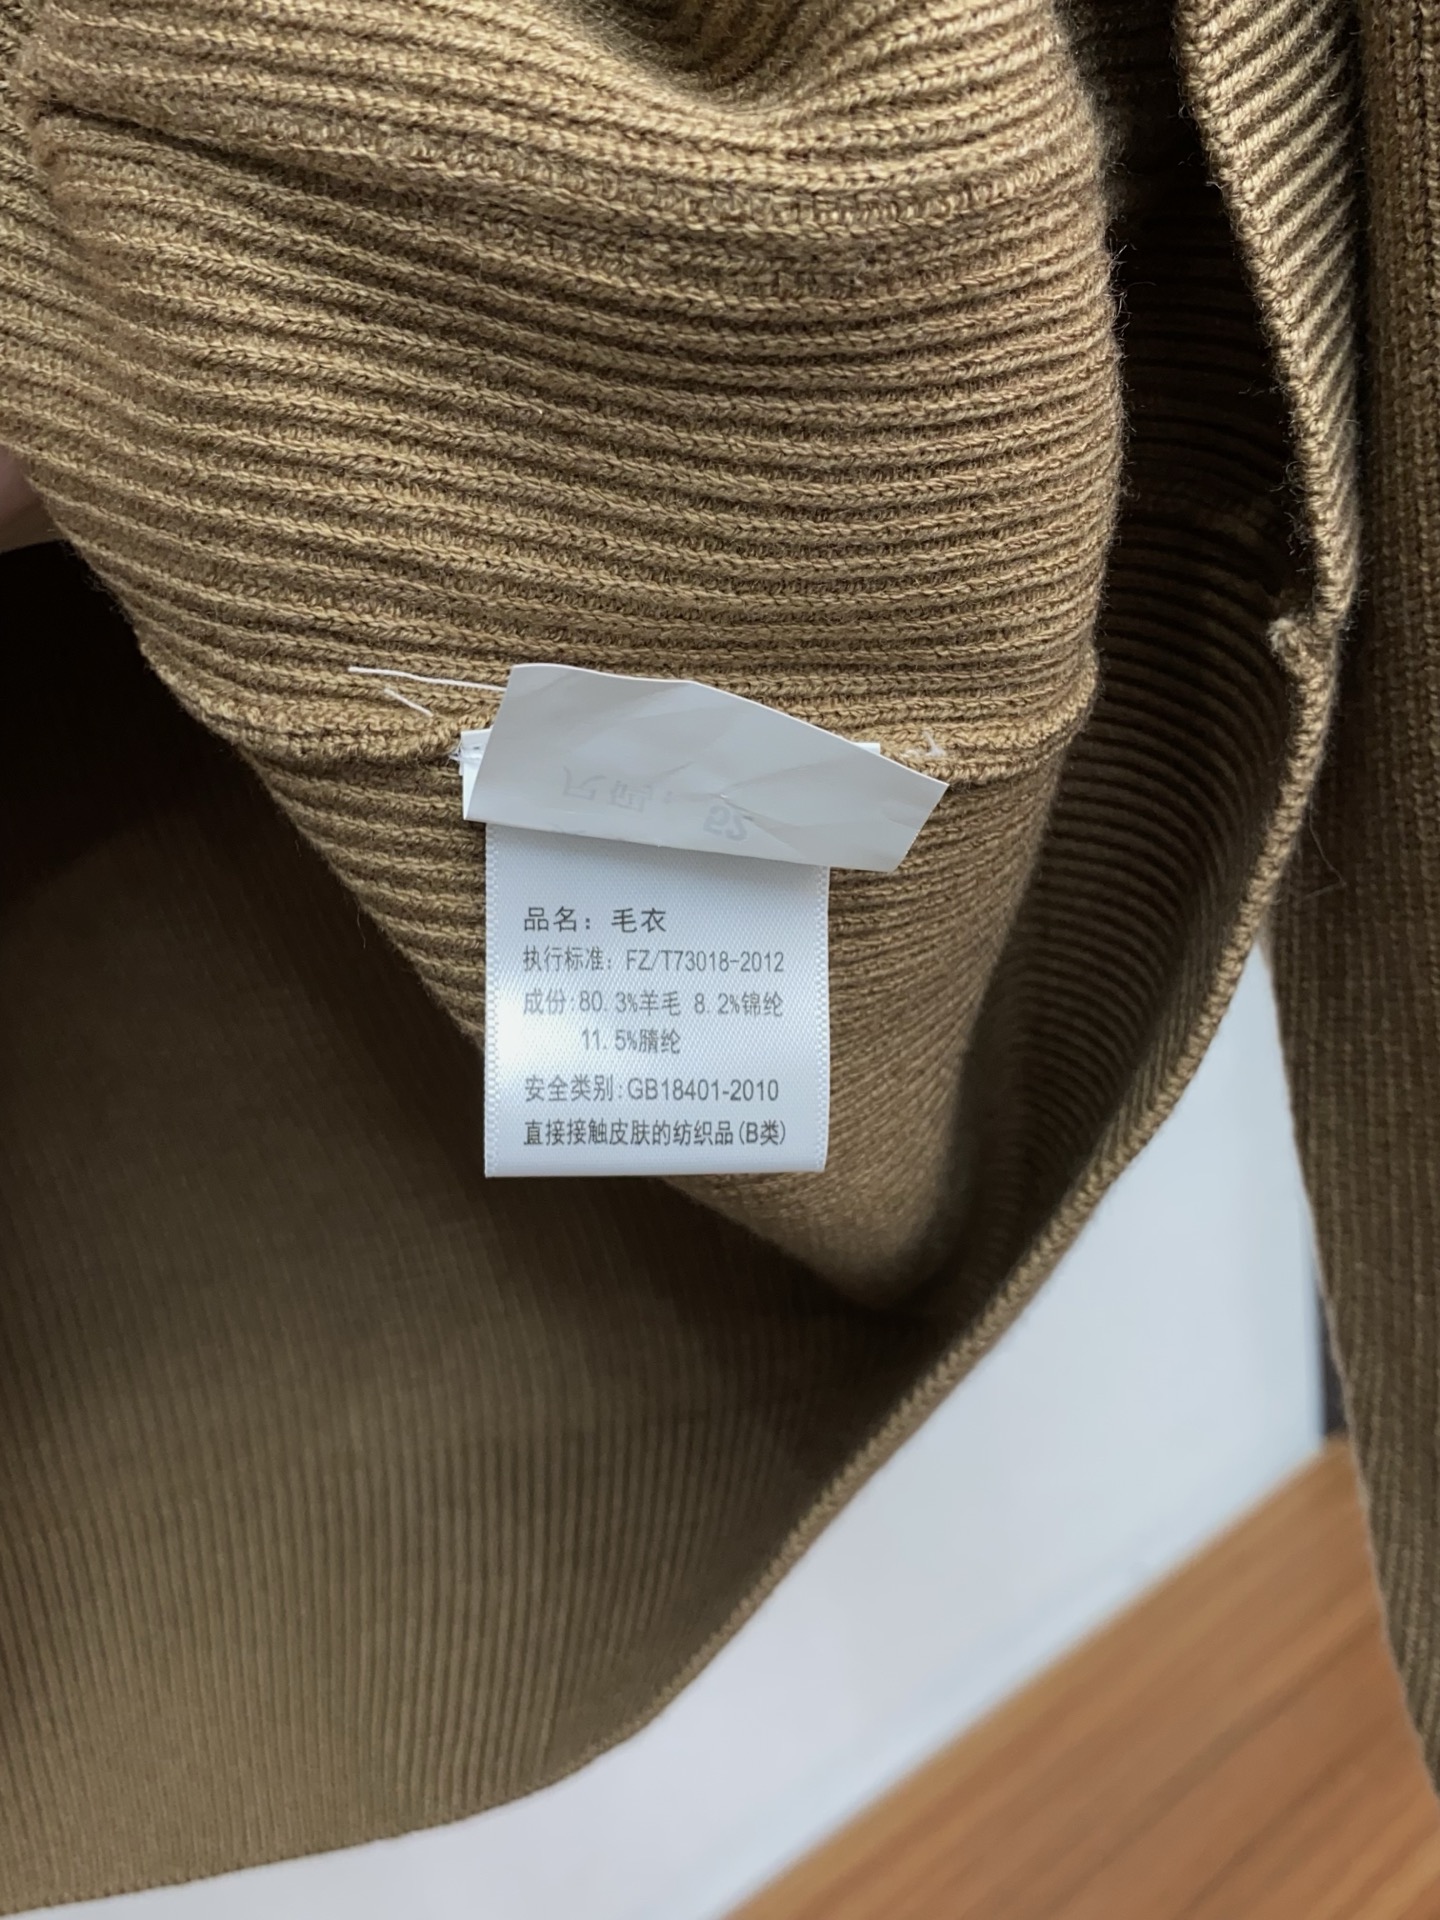 品名：毛衣
执行标准：FZ/T73018-2012
成份:80.3%羊毛 8.2%锦纶
11.5%腈纶
安全类别:GB18401-2010
直接接触皮肤的纺织品(B类)